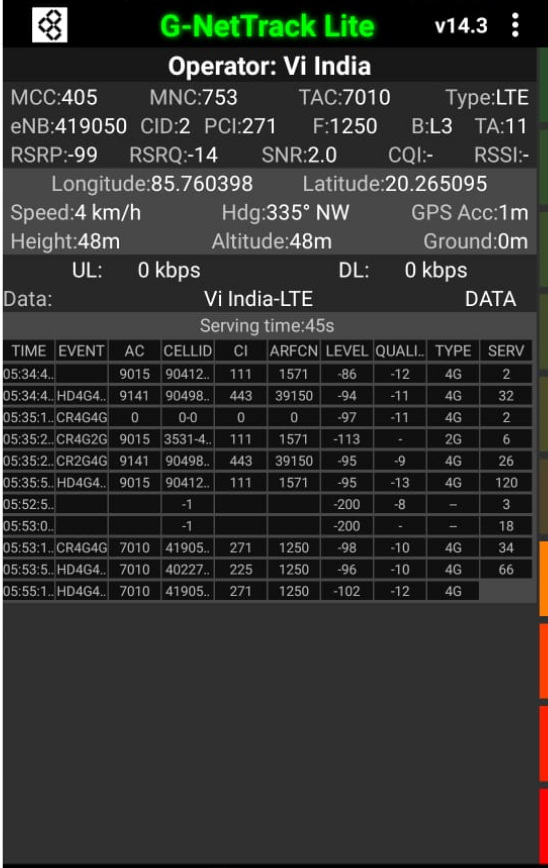 G-NetTrack Lite v14.3
Operator: Vi India
MCC:405 MNC:753 TAC:7010 Type:LTE
eNB:419050 CID:2 PCI:271 F:1250 B:L3 TA:11
RSRP:-99 RSRQ:-14 SNR:2.0 CQI:- RSSI:-
Longitude:85.760398 Latitude:20.265095
Speed:4 km/h Hdg:335° NW GPS Acc:1m
Height:48m Altitude:48m Ground:0m
UL: 0 kbps DL: 0 kbps
Data: Vi India-LTE DATA
Serving time:45s
TIME EVENT AC CELLID CI ARFCN LEVEL QUALI.. TYPE SERV
05:34:4.. 9015 90412.. 111 1571 -86 -12 4G 2
05:34:4.. HD4G4.. 9141 90498.. 443 39150 -94 -11 4G 32
05:35:1.. CR4G4G 0 0-0 0 0 -97 -11 4G 2
05:35:2.. CR4G2G 9015 3531-4.. 111 1571 -113 - 2G 6
05:35:2.. CR2G4G 9141 90498.. 443 39150 -95 -9 4G 26
05:35:5.. HD4G4.. 9015 90412.. 111 1571 -95 -13 4G 120
05:52:5.. -1 -200 -8 -- 3
05:53:0.. -1 -200 - -- 18
05:53:1.. CR4G4G 7010 41905.. 271 1250 -98 -10 4G 34
05:53:5.. HD4G4.. 7010 40227.. 225 1250 -96 -10 4G 66
05:55:1.. HD4G4.. 7010 41905.. 271 1250 -102 -12 4G